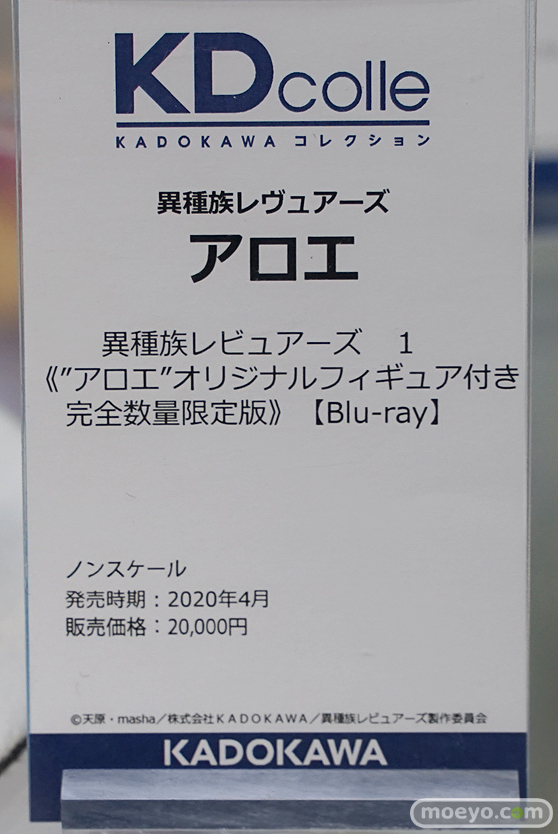 KDcolle
KADOKAWA コレクション
異種族レヴュアーズ
アロエ
異種族レビュアーズ　１
《”アロエ”オリジナルフィギュア付き
完全数量限定版》【Blu-ray】
ノンスケール
発売時期：2020年4月
販売価格：20,000円
©天原・masha／株式会社ＫＡＤＯＫＡＷＡ／異種族レビュアーズ製作委員会
KADOKAWA
moeyo.com